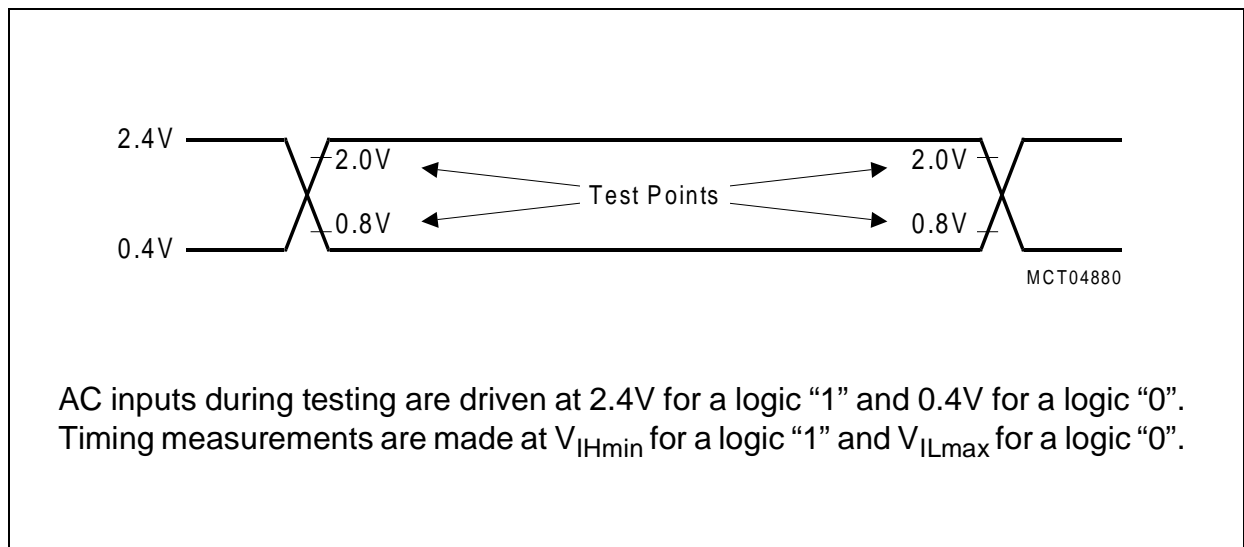 2.4V
2.0V
2.0V
Test Points
0.8V
0.8V
0.4V
MCT04880
AC inputs during testing are driven at 2.4V for a logic “1” and 0.4V for a logic “0”.
Timing measurements are made at VIHmin for a logic “1” and VILmax for a logic “0”.